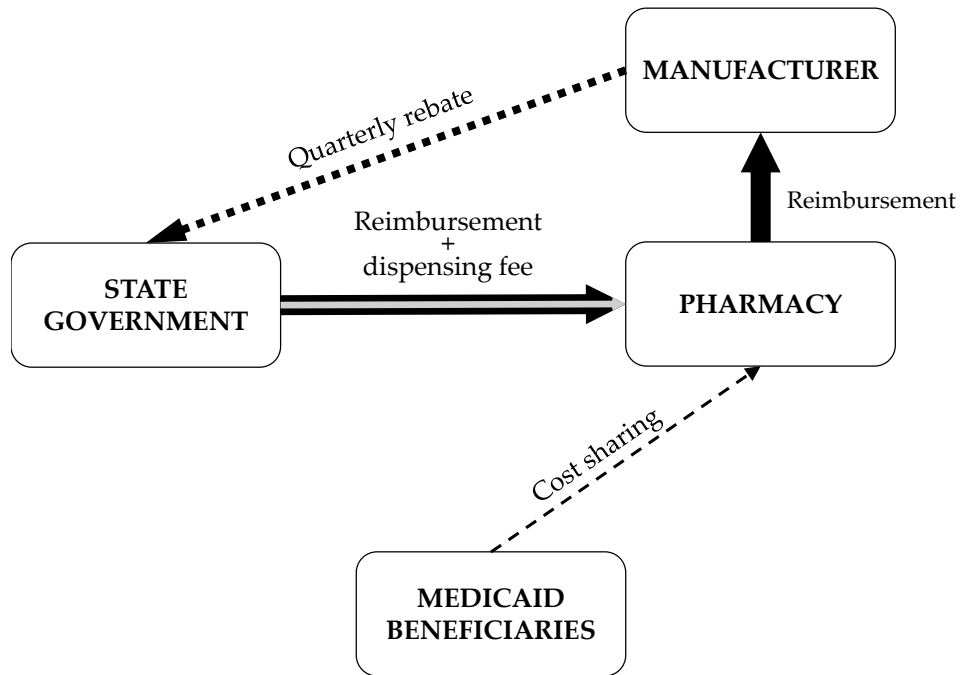 MANUFACTURER
Quarterly rebate
Reimbursement
Reimbursement
+
dispensing fee
STATE
GOVERNMENT
PHARMACY
Cost sharing
MEDICAID
BENEFICIARIES